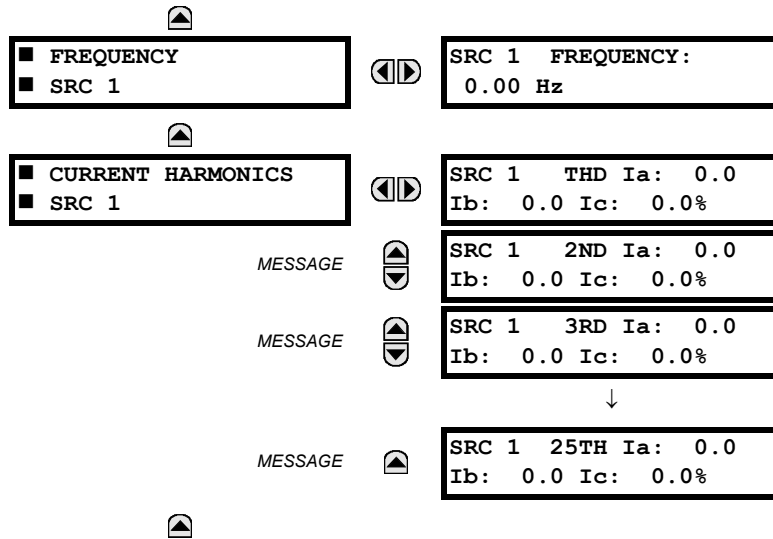 ■ FREQUENCY
■ SRC 1
SRC 1 FREQUENCY:
0.00 Hz
■ CURRENT HARMONICS
■ SRC 1
SRC 1 THD Ia: 0.0
Ib: 0.0 Ic: 0.0%
MESSAGE
SRC 1 2ND Ia: 0.0
Ib: 0.0 Ic: 0.0%
MESSAGE
SRC 1 3RD Ia: 0.0
Ib: 0.0 Ic: 0.0%
↓
MESSAGE
SRC 1 25TH Ia: 0.0
Ib: 0.0 Ic: 0.0%